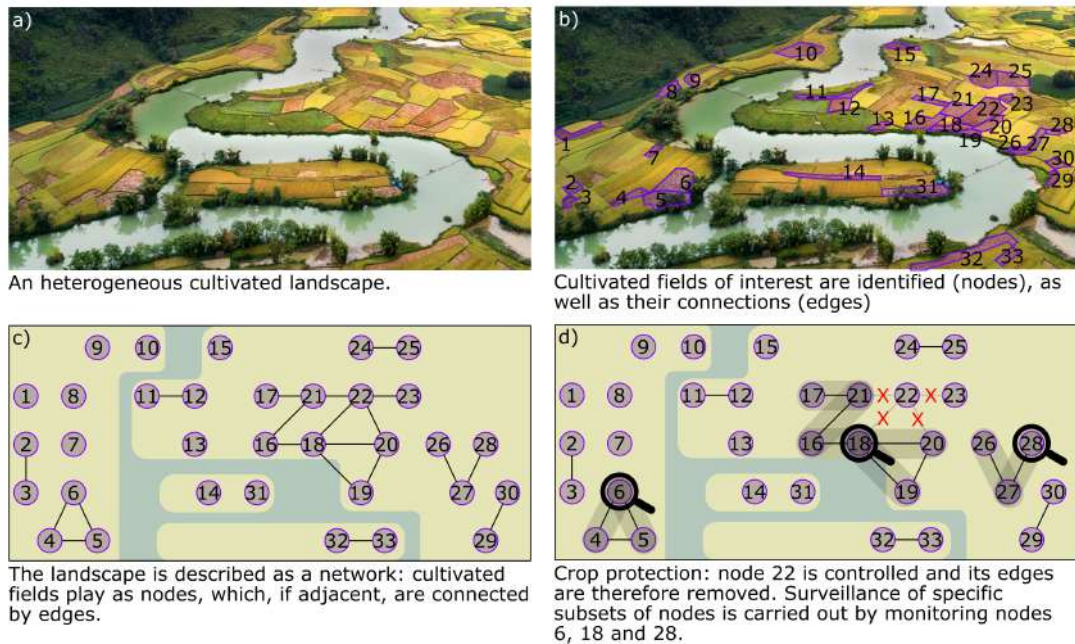 a)
An heterogeneous cultivated landscape.
b)
10
15
24 25
9
8
11
12
17
21
22 23
13
16
18
20
19
26 27
28
1
7
30
29
2
3
4
5
6
14
31
32
33
Cultivated fields of interest are identified (nodes), as
well as their connections (edges)
c)
9 10 15 24 25
1 8 11 12 17 21 22 23
2 7 13 16 18 20 26 28
3 6 14 31 19 27 30
4 5 32 33 29
The landscape is described as a network: cultivated
fields play as nodes, which, if adjacent, are connected
by edges.
d)
9 10 15 24 25
1 8 11 12 17 21 X 22 X 23
X X
2 7 13 16 18 20 26 28
3 6 14 31 19 27 30
4 5 32 33 29
Crop protection: node 22 is controlled and its edges
are therefore removed. Surveillance of specific
subsets of nodes is carried out by monitoring nodes
6, 18 and 28.